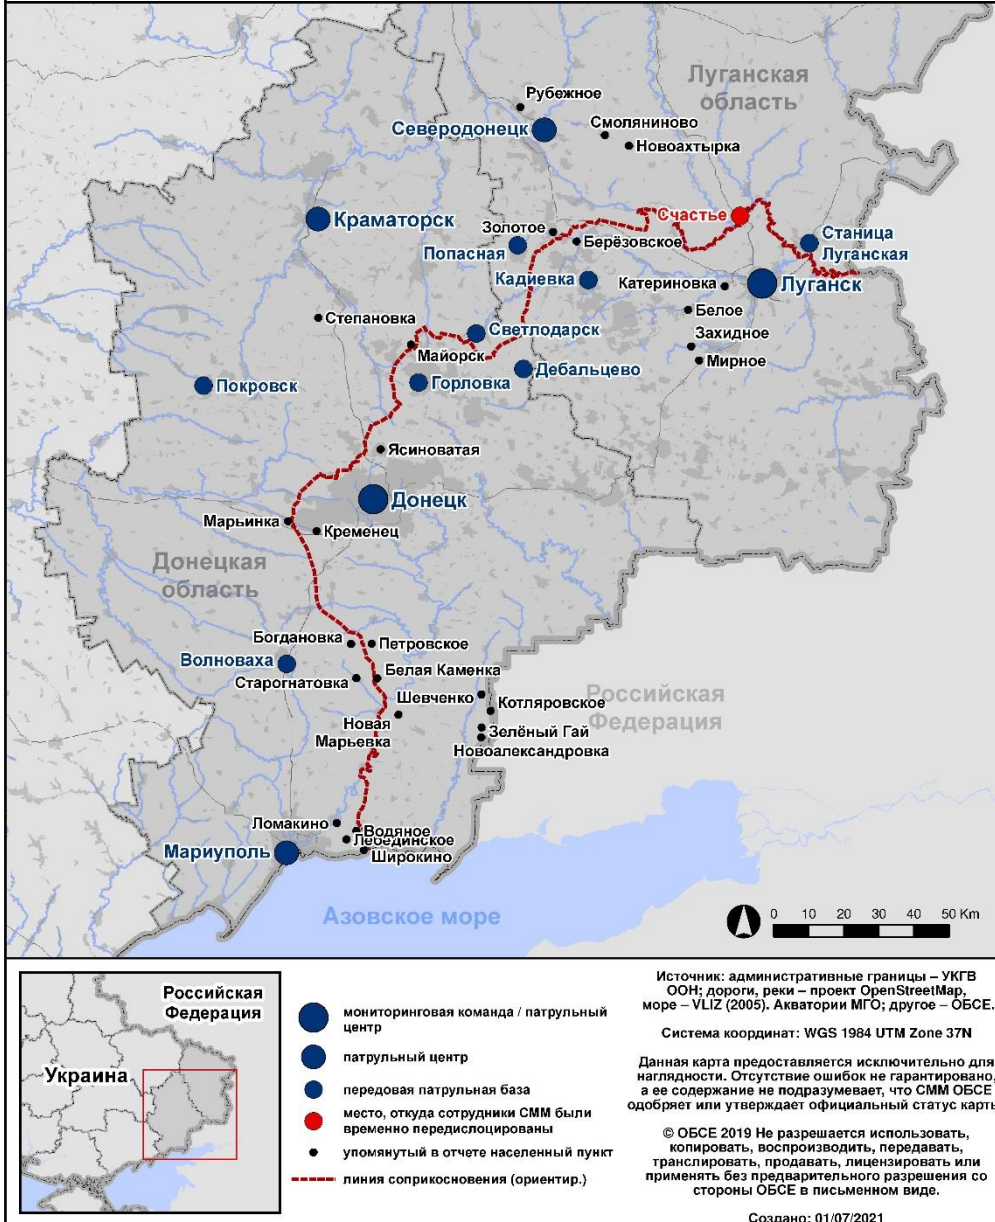 Луганская
область
Рубежное
Северодонецк
Смоляниново
Новоахтырка
Счастье
Краматорск
Золотое
Станица
Луганская
Попасная
Берёзовское
Кадиевка
Катериновка
Луганск
Степановка
Белое
Светлодарск
Захидное
Майорск
Мирное
Покровск
Горловка
Дебальцево
Ясиноватая
Донецк
Марьинка
Кременец
Донецкая
область
Богдановка
Петровское
Волноваха
Белая Каменка
Старогнатовка
Шевченко
Котляровское
Российская
Федерация
Новая
Марьевка
Зелёный Гай
Новоалександровка
Ломакино
Водяное
Лебединское
Мариуполь
Широкино
Азовское море
0 10 20 30 40 50 Km
Российская
Федерация
Украина
мониторинговая команда / патрульный
центр
патрульный центр
передовая патрульная база
место, откуда сотрудники СММ были
временно передислоцированы
упомянутый в отчете населенный пункт
линия соприкосновения (ориентир.)
Источник: административные границы – УКГВ
ООН; дороги, реки – проект OpenStreetMap,
море – VLIZ (2005). Акватории МГО; другое – ОБСЕ.
Система координат: WGS 1984 UTM Zone 37N
Данная карта предоставляется исключительно для
наглядности. Отсутствие ошибок не гарантировано,
а ее содержание не подразумевает, что СММ ОБСЕ
одобряет или утверждает официальный статус карт
© ОБСЕ 2019 Не разрешается использовать,
копировать, воспроизводить, передавать,
транслировать, продавать, лицензировать или
применять без предварительного разрешения со
стороны ОБСЕ в письменном виде.
Создано: 01/07/2021